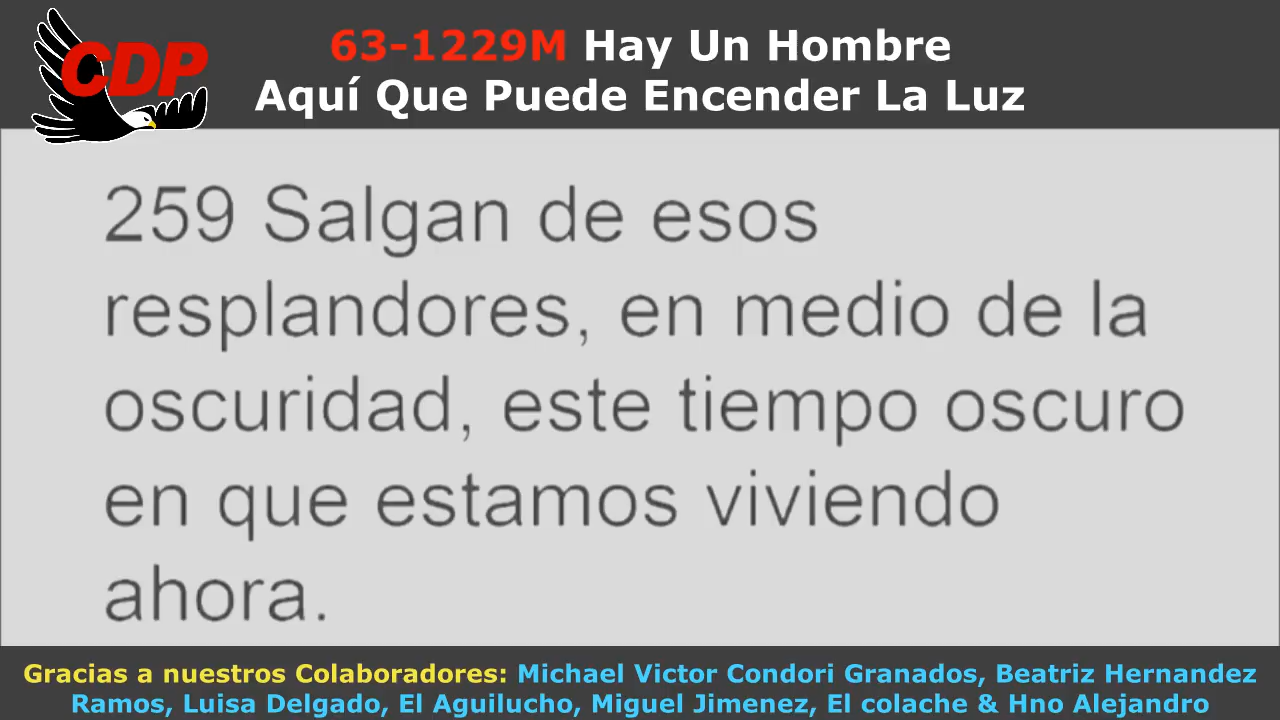 CDP
63-1229M Hay Un Hombre
Aquí Que Puede Encender La Luz
259 Salgan de esos
resplandores, en medio de la
oscuridad, este tiempo oscuro
en que estamos viviendo
ahora.
Gracias a nuestros Colaboradores: Michael Victor Condori Granados, Beatriz Hernandez
Ramos, Luisa Delgado, El Aguilucho, Miguel Jimenez, El colache & Hno Alejandro